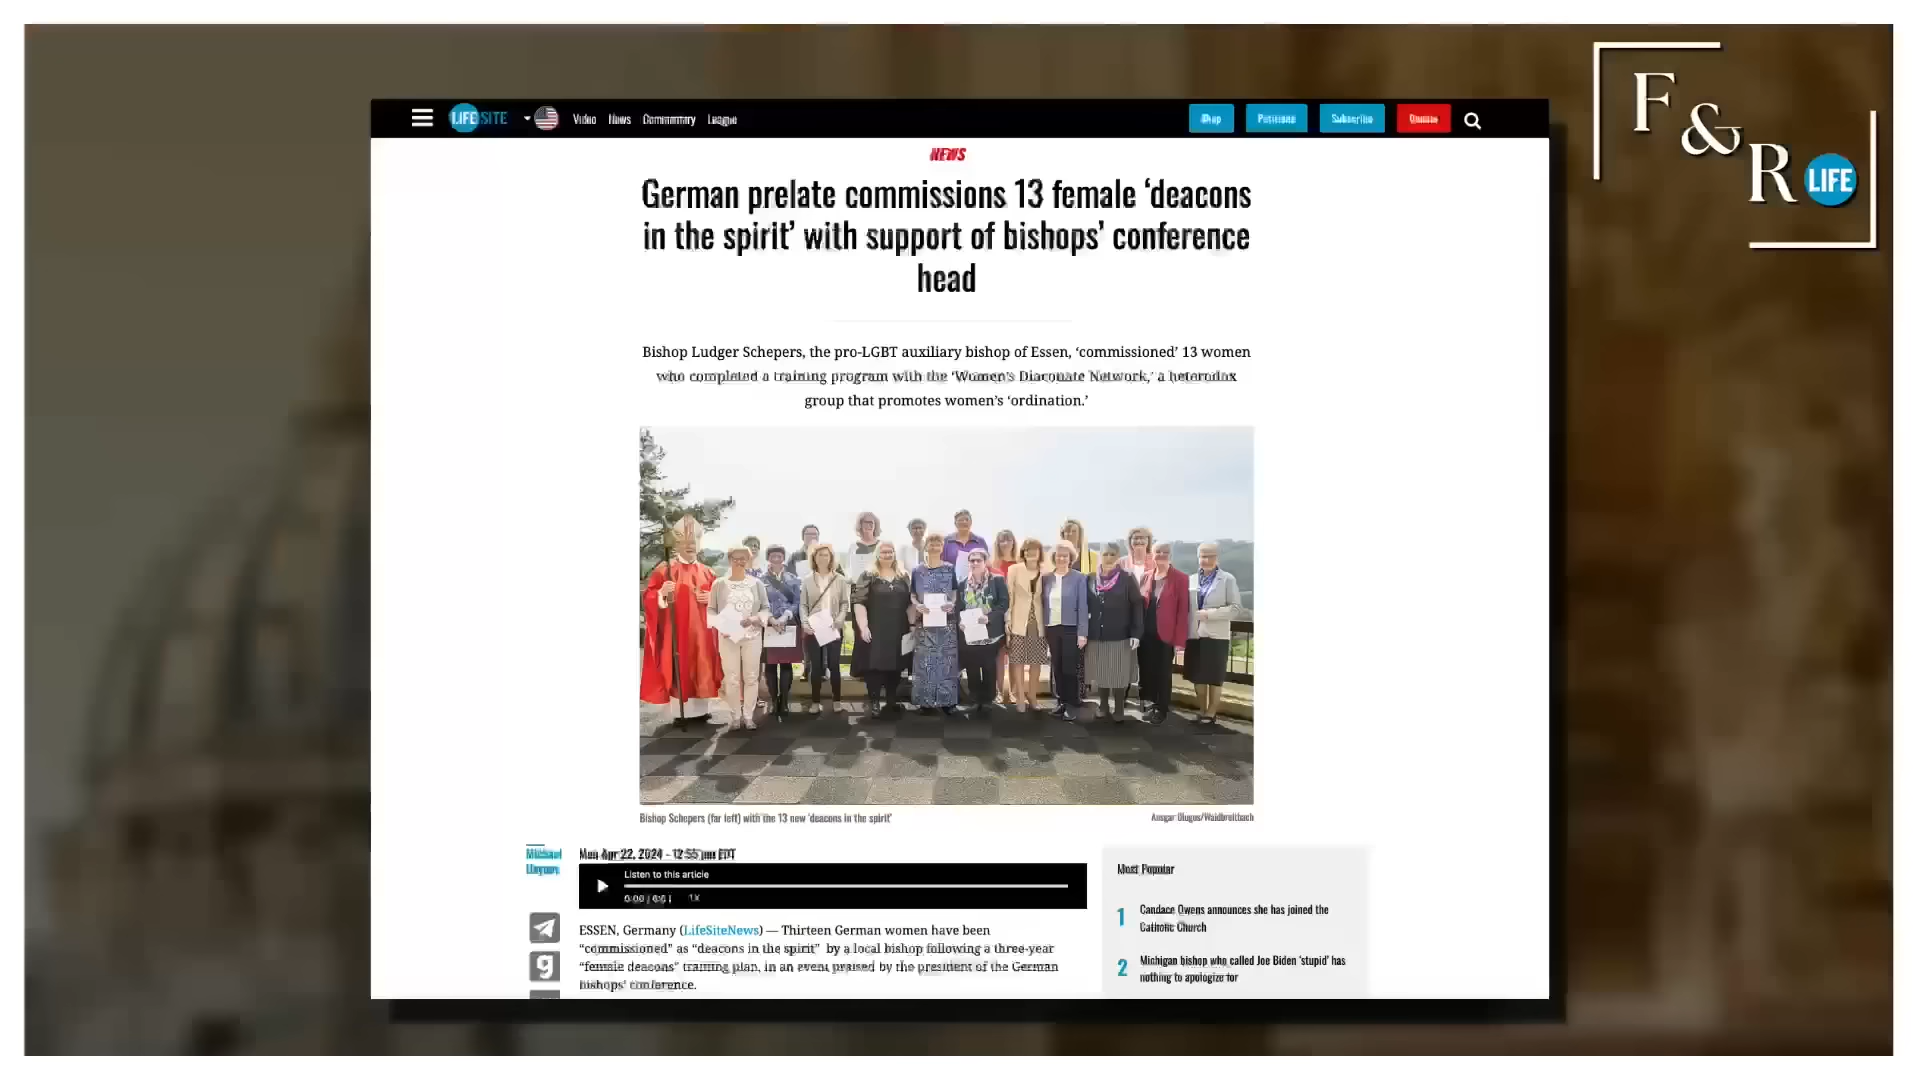 F
&
R LIFE
LIFE SITE
Video News Commentary League
Shop Petitions Subscribe Donate
NEWS
German prelate commissions 13 female ‘deacons
in the spirit’ with support of bishops’ conference
head
Bishop Ludger Schepers, the pro-LGBT auxiliary bishop of Essen, ‘commissioned’ 13 women
who completed a training program with the ‘Women’s Diaconate Network,’ a heterodox
group that promotes women’s ‘ordination.’
Bishop Schepers (far left) with the 13 new ‘deacons in the spirit’
Michael
Mon Apr 22, 2024 - 12:55 pm EDT
Listen to this article
1X
ESSEN, Germany (LifeSiteNews) — Thirteen German women have been
“commissioned” as “deacons in the spirit” by a local bishop following a three-year
“female deacons” training plan, in an event praised by the president of the German
bishops’ conference.
Most Popular
1 Candace Owens announces she has joined the
Catholic Church
2 Michigan bishop who called Joe Biden ‘stupid’ has
nothing to apologize for